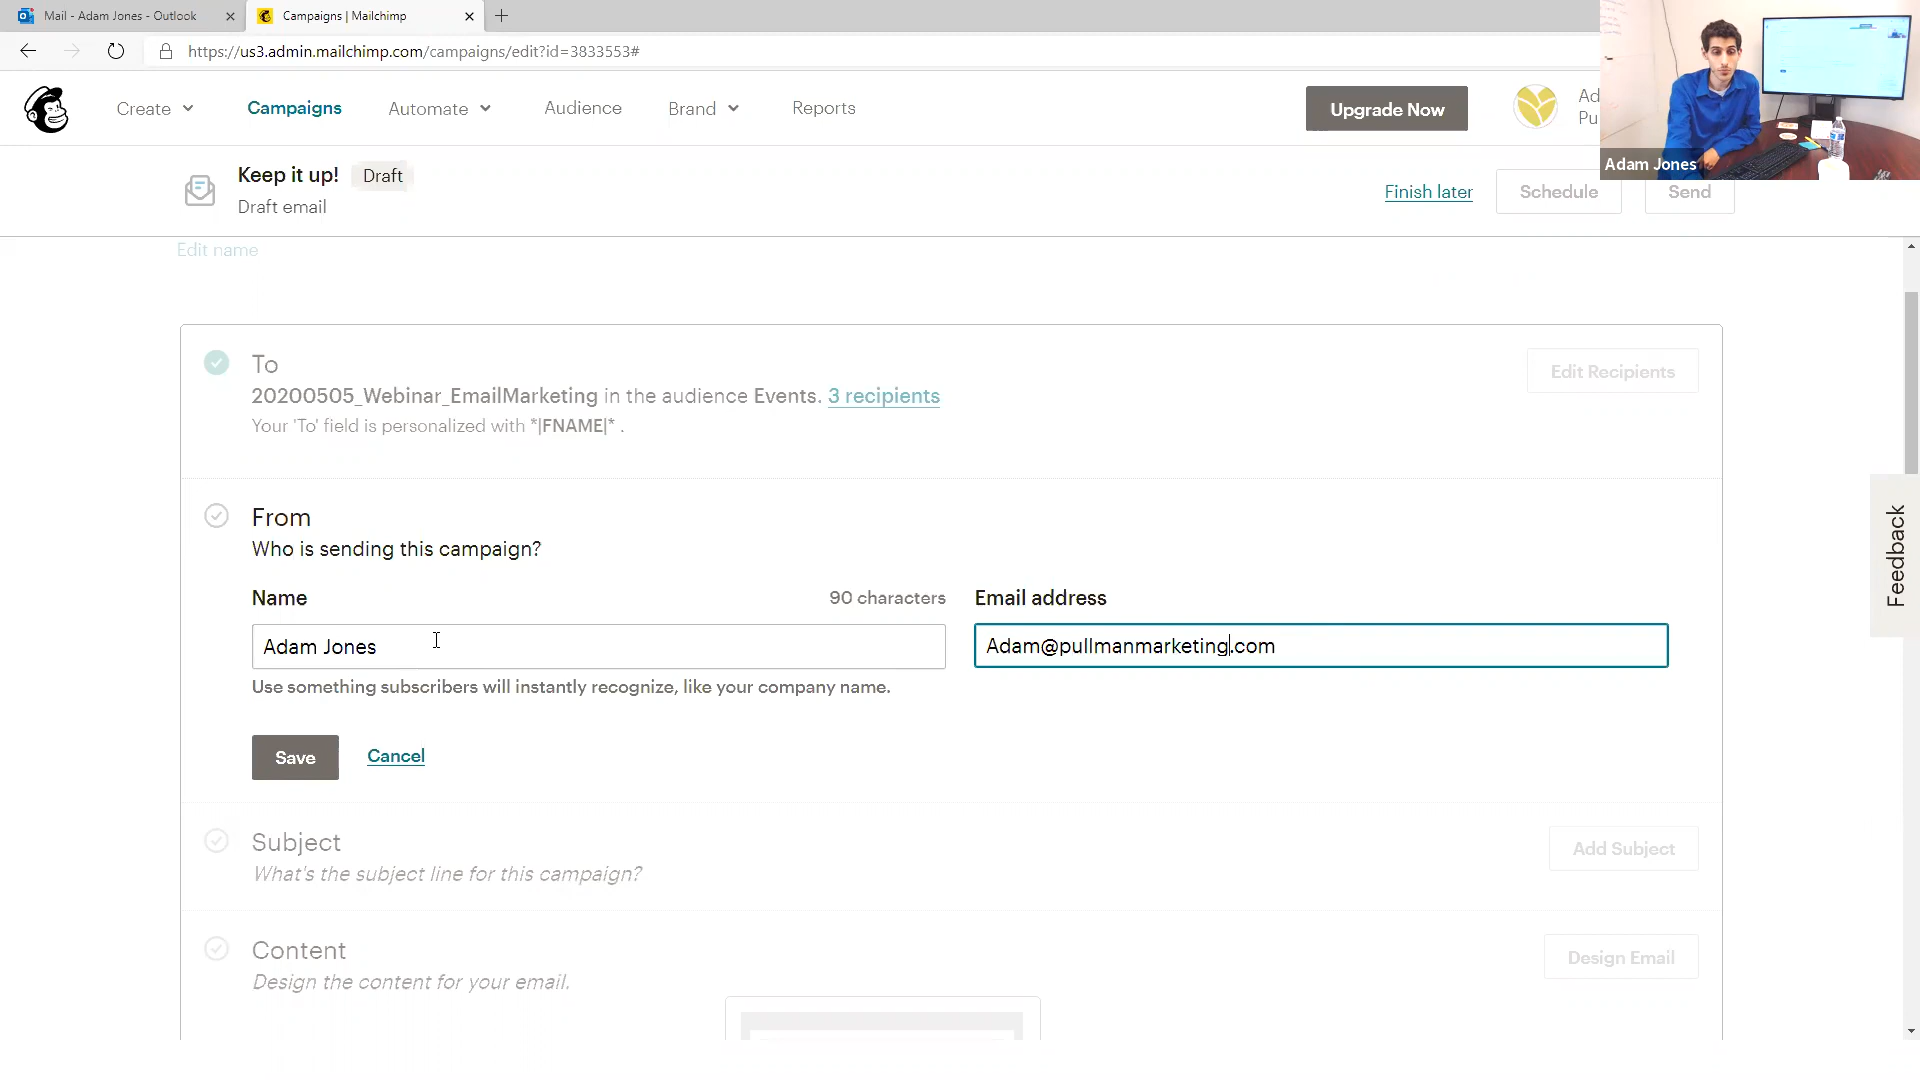 Mail - Adam Jones - Outlook
Campaigns | Mailchimp
https://us3.admin.mailchimp.com/campaigns/edit?id=3833553#
Create
Campaigns
Automate
Audience
Brand
Reports
Upgrade Now
Ad
Pu
Adam Jones
Keep it up!
Draft
Draft email
Finish later
Schedule
Send
Edit name
To
20200505_Webinar_EmailMarketing in the audience Events. 3 recipients
Your 'To' field is personalized with *|FNAME|* .
Edit Recipients
From
Who is sending this campaign?
Name
90 characters
Email address
Adam Jones
Adam@pullmanmarketing.com
Use something subscribers will instantly recognize, like your company name.
Save
Cancel
Feedback
Subject
What's the subject line for this campaign?
Add Subject
Content
Design the content for your email.
Design Email